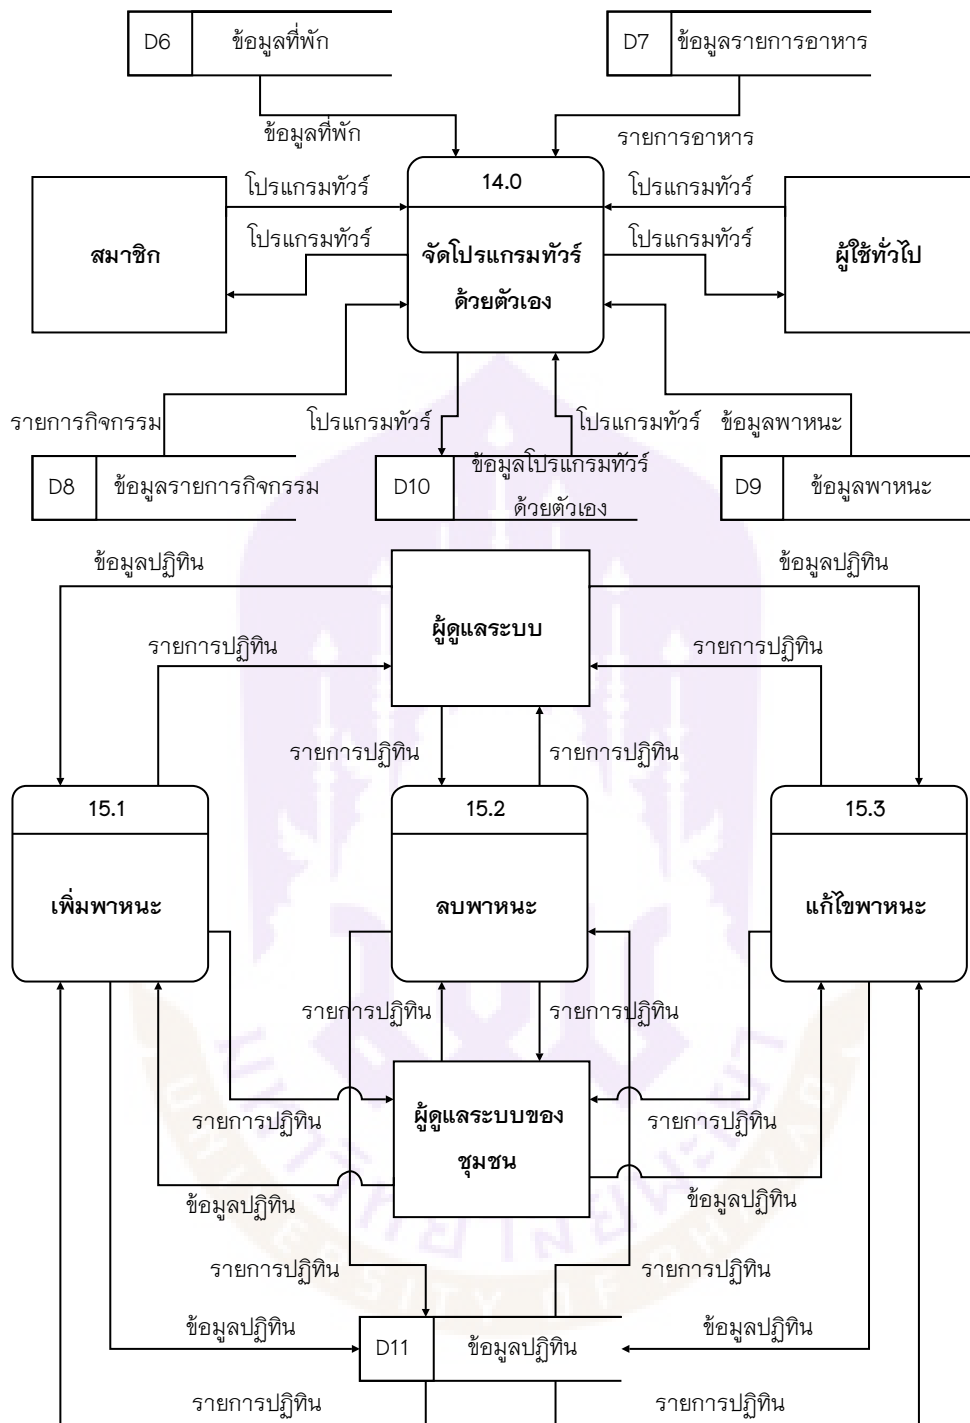 D6 ข้อมูลที่พัก
D7 ข้อมูลรายการอาหาร
ข้อมูลที่พัก
รายการอาหาร
14.0
โปรแกรมทัวร์
โปรแกรมทัวร์
สมาชิก
โปรแกรมทัวร์
จัดโปรแกรมทัวร์
ด้วยตัวเอง
โปรแกรมทัวร์
ผู้ใช้ทั่วไป
รายการกิจกรรม
โปรแกรมทัวร์
โปรแกรมทัวร์
ข้อมูลพาหนะ
D8 ข้อมูลรายการกิจกรรม
D10 ข้อมูลโปรแกรมทัวร์
ด้วยตัวเอง
D9 ข้อมูลพาหนะ
ข้อมูลปฏิทิน
ข้อมูลปฏิทิน
ผู้ดูแลระบบ
รายการปฏิทิน
รายการปฏิทิน
รายการปฏิทิน
รายการปฏิทิน
15.1
15.2
15.3
เพิ่มพาหนะ
ลบพาหนะ
แก้ไขพาหนะ
รายการปฏิทิน
รายการปฏิทิน
รายการปฏิทิน
ผู้ดูแลระบบของ
ชุมชน
รายการปฏิทิน
ข้อมูลปฏิทิน
ข้อมูลปฏิทิน
รายการปฏิทิน
รายการปฏิทิน
ข้อมูลปฏิทิน
D11 ข้อมูลปฏิทิน
ข้อมูลปฏิทิน
รายการปฏิทิน
รายการปฏิทิน
UNIVERSITY OF PHAYAO